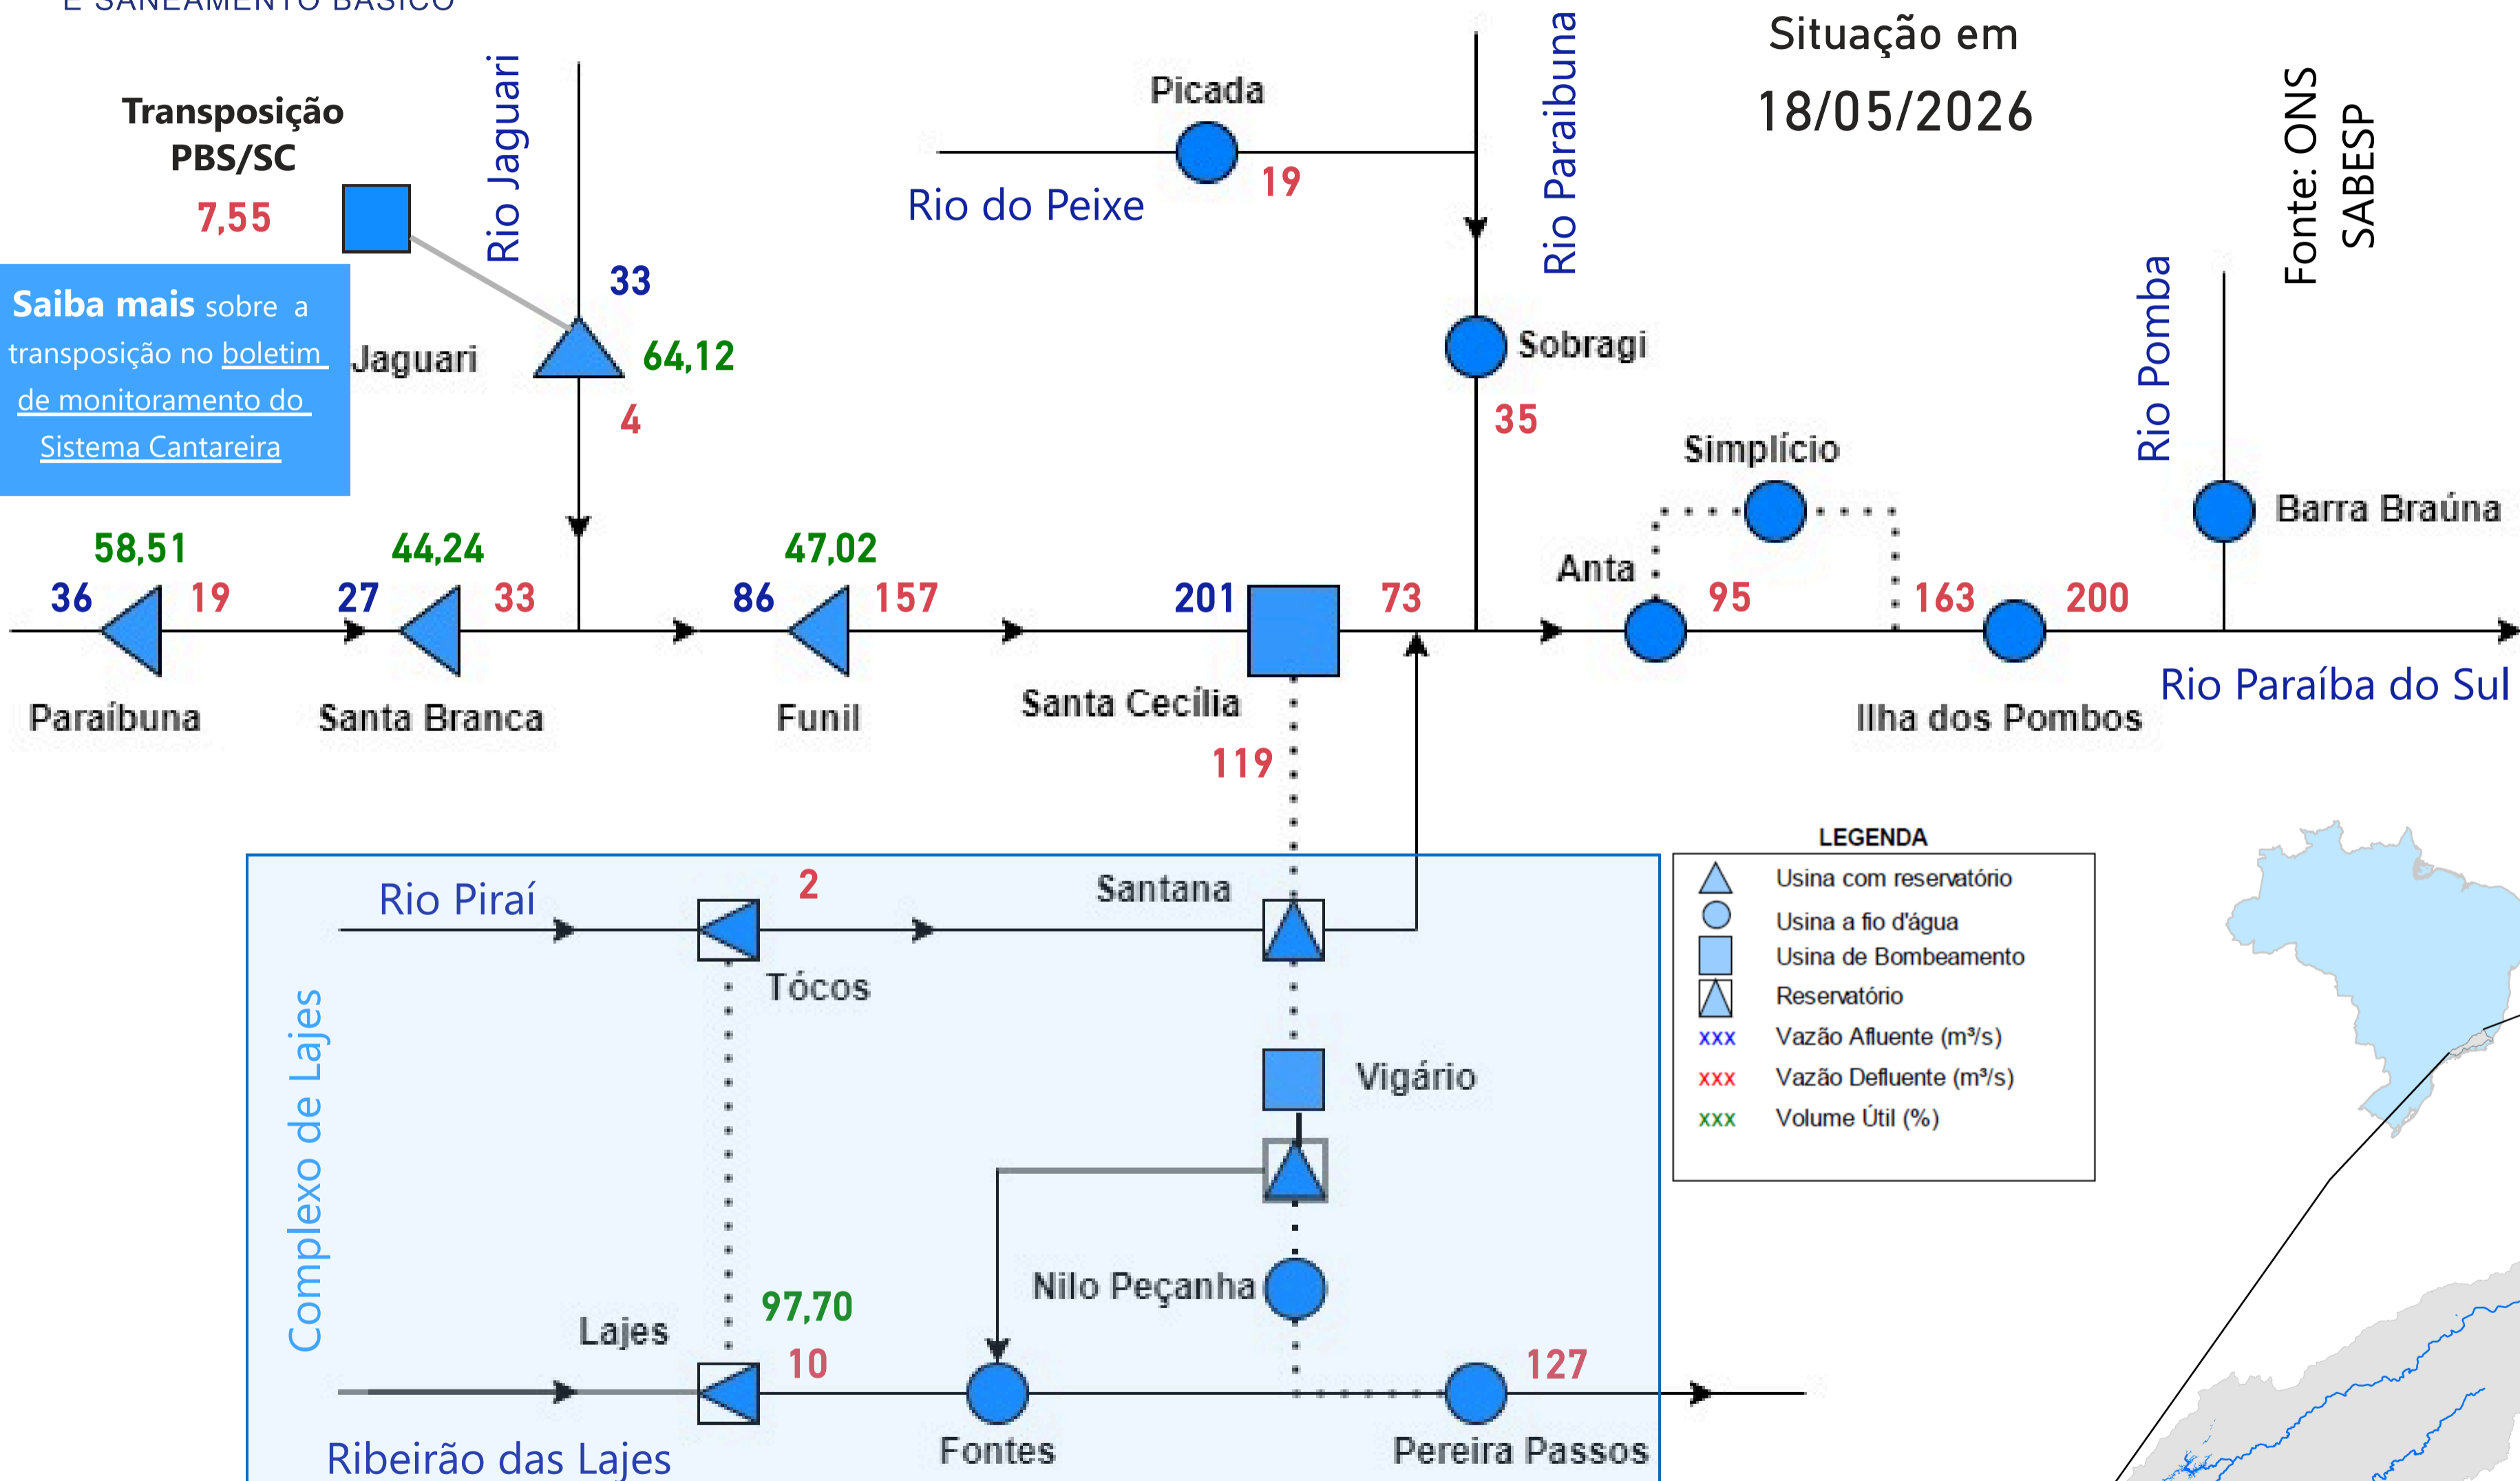 E SANEAMENTO BÁSICO
Situação em
18/05/2026
Fonte: ONS
SABESP
Transposição
PBS/SC
7,55
Saiba mais sobre a
transposição no boletim
de monitoramento do
Sistema Cantareira
Rio Jaguari
33
Jaguari
64,12
4
Picada
19
Rio do Peixe
Rio Paraibuna
Sobragi
35
Simplício
Rio Pomba
Barra Braúna
58,51
36
19
Paraíbuna
44,24
27
33
Santa Branca
47,02
86
157
Funil
201
73
Santa Cecília
119
Anta
95
163
200
Ilha dos Pombos
Rio Paraíba do Sul
Complexo de Lajes
Rio Piraí
2
Tócos
Santana
Vigário
Nilo Peçanha
Lajes
97,70
10
Fontes
127
Pereira Passos
Ribeirão das Lajes
LEGENDA
Usina com reservatório
Usina a fio d'água
Usina de Bombeamento
Reservatório
xxx Vazão Afluente (m³/s)
xxx Vazão Defluente (m³/s)
xxx Volume Útil (%)